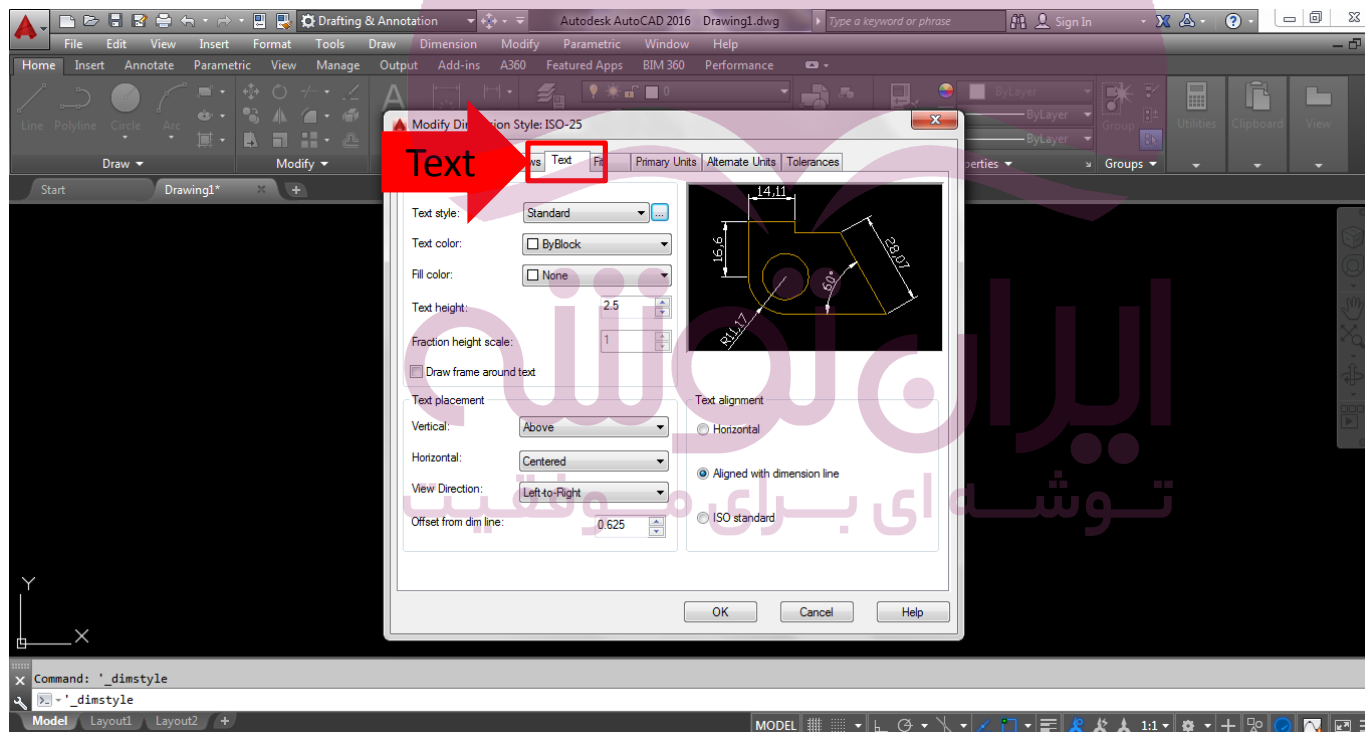 Drafting & Annotation
Autodesk AutoCAD 2016 Drawing1.dwg
Type a keyword or phrase
Sign In
File Edit View Insert Format Tools Draw Dimension Modify Parametric Window Help
Home Insert Annotate Parametric View Manage Output Add-ins A360 Featured Apps BIM 360 Performance
A
0
ByLayer
ByLayer
ByLayer
Line Polyline Circle Arc
Group
Utilities Clipboard View
Draw Modify
Groups
Start Drawing1* +
Modify Dimension Style: ISO-25
Text
Text Fit Primary Units Alternate Units Tolerances
Text style: Standard ...
Text color: ByBlock
Fill color: None
Text height: 2.5
Fraction height scale: 1
Draw frame around text
14,11
16,6
28,07
60°
R11,17
Text placement
Vertical: Above
Horizontal: Centered
View Direction: Left-to-Right
Offset from dim line: 0.625
Text alignment
Horizontal
Aligned with dimension line
ISO standard
OK Cancel Help
ایران توشه
توشه ای برای موفقیت
Y
X
Command: '_dimstyle
'_dimstyle
Model Layout1 Layout2 +
MODEL 1:1